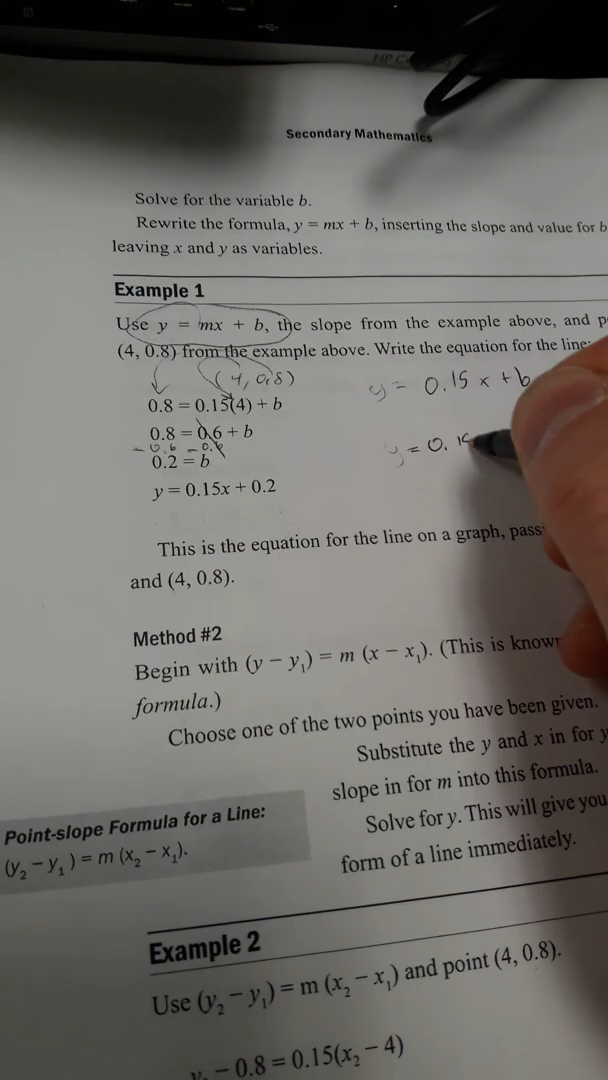 HP
Secondary Mathematics
Solve for the variable b.
Rewrite the formula, y = mx + b, inserting the slope and value for b
leaving x and y as variables.
Example 1
Use y = mx + b, the slope from the example above, and p
(4, 0.8) from the example above. Write the equation for the line
(4, 0.8)
y = 0.15 x + b
0.8 = 0.15(4) + b
0.8 = 0.6 + b
- 0.6 - 0.6
y = 0.15
0.2 = b
y = 0.15x + 0.2
This is the equation for the line on a graph, pass
and (4, 0.8).
Method #2
Begin with (y − y₁) = m (x − x₁). (This is know
formula.)
Choose one of the two points you have been given.
Substitute the y and x in for y
slope in for m into this formula.
Solve for y. This will give you
form of a line immediately.
Point-slope Formula for a Line:
(y₂ − y₁) = m (x₂ − x₁).
Example 2
Use (y₂ − y₁) = m (x₂ − x₁) and point (4, 0.8).
− 0.8 = 0.15(x₂ − 4)